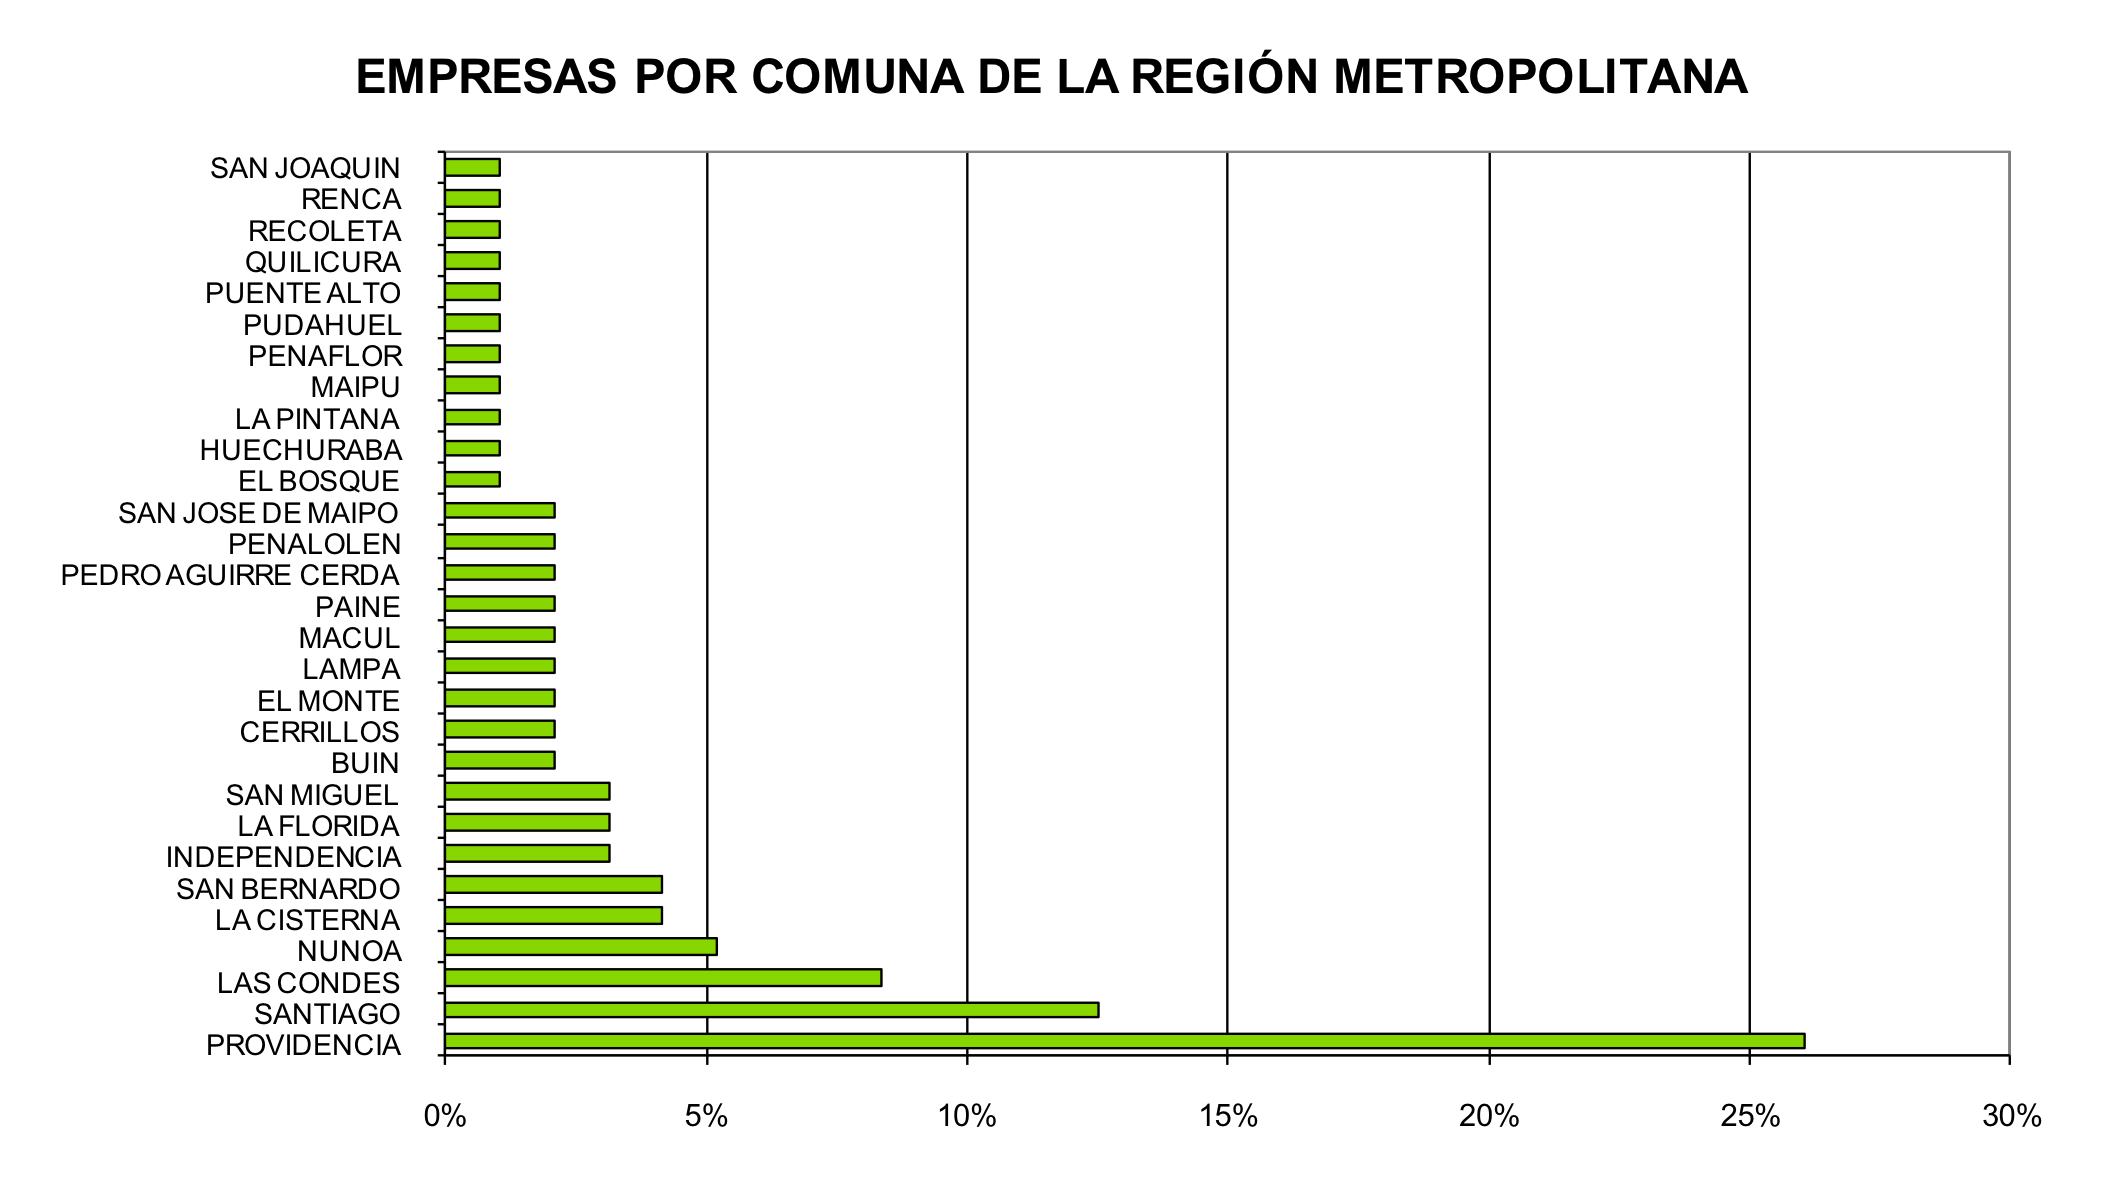 EMPRESAS POR COMUNA DE LA REGIÓN METROPOLITANA
SAN JOAQUIN
RENCA
RECOLETA
QUILICURA
PUENTE ALTO
PUDAHUEL
PENAFLOR
MAIPU
LA PINTANA
HUECHURABA
EL BOSQUE
SAN JOSE DE MAIPO
PENALOLEN
PEDRO AGUIRRE CERDA
PAINE
MACUL
LAMPA
EL MONTE
CERRILLOS
BUIN
SAN MIGUEL
LA FLORIDA
INDEPENDENCIA
SAN BERNARDO
LA CISTERNA
NUNOA
LAS CONDES
SANTIAGO
PROVIDENCIA
0% 5% 10% 15% 20% 25% 30%